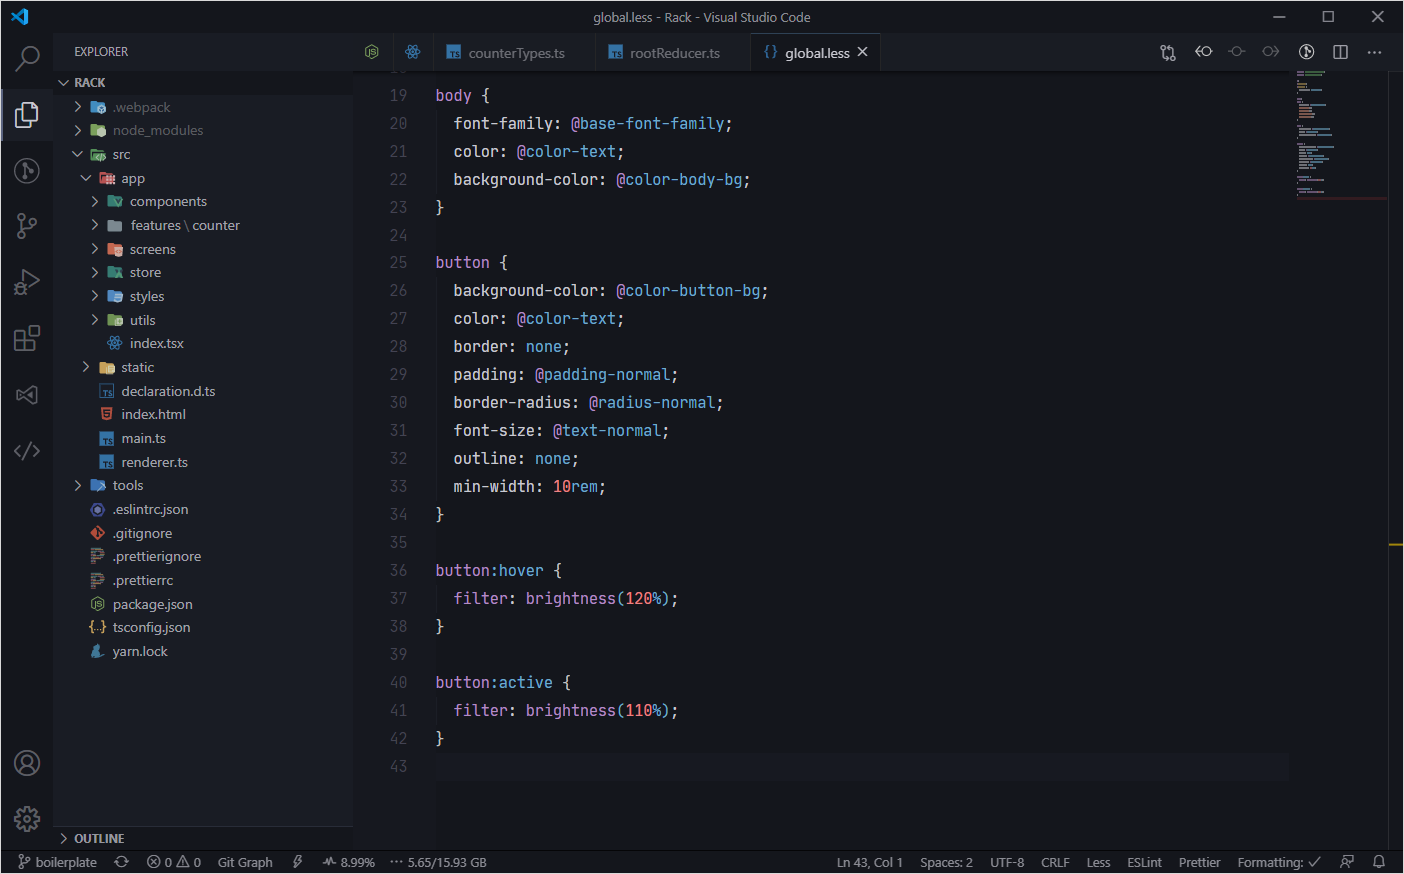 global.less - Rack - Visual Studio Code
EXPLORER
RACK
.webpack
node_modules
src
app
components
features \ counter
screens
store
styles
utils
index.tsx
static
declaration.d.ts
index.html
main.ts
renderer.ts
tools
.eslintrc.json
.gitignore
.prettierignore
.prettierrc
package.json
tsconfig.json
yarn.lock
OUTLINE
counterTypes.ts
rootReducer.ts
global.less
19 body {
20 font-family: @base-font-family;
21 color: @color-text;
22 background-color: @color-body-bg;
23 }
24
25 button {
26 background-color: @color-button-bg;
27 color: @color-text;
28 border: none;
29 padding: @padding-normal;
30 border-radius: @radius-normal;
31 font-size: @text-normal;
32 outline: none;
33 min-width: 10rem;
34 }
35
36 button:hover {
37 filter: brightness(120%);
38 }
39
40 button:active {
41 filter: brightness(110%);
42 }
43
boilerplate 0 0 Git Graph 8.99% 5.65/15.93 GB Ln 43, Col 1 Spaces: 2 UTF-8 CRLF Less ESLint Prettier Formatting: ✓